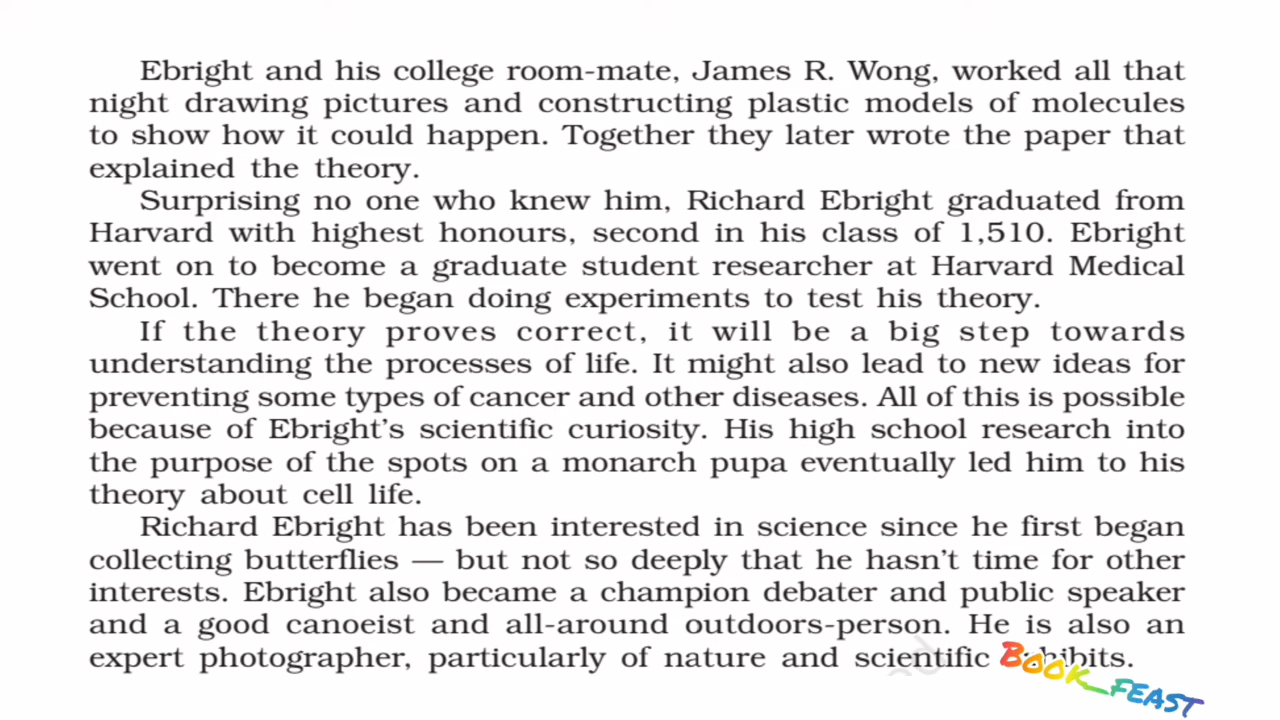 Ebright and his college room-mate, James R. Wong, worked all that
night drawing pictures and constructing plastic models of molecules
to show how it could happen. Together they later wrote the paper that
explained the theory.
Surprising no one who knew him, Richard Ebright graduated from
Harvard with highest honours, second in his class of 1,510. Ebright
went on to become a graduate student researcher at Harvard Medical
School. There he began doing experiments to test his theory.
If the theory proves correct, it will be a big step towards
understanding the processes of life. It might also lead to new ideas for
preventing some types of cancer and other diseases. All of this is possible
because of Ebright's scientific curiosity. His high school research into
the purpose of the spots on a monarch pupa eventually led him to his
theory about cell life.
Richard Ebright has been interested in science since he first began
collecting butterflies — but not so deeply that he hasn't time for other
interests. Ebright also became a champion debater and public speaker
and a good canoeist and all-around outdoors-person. He is also an
expert photographer, particularly of nature and scientific exhibits.
BOOK_FEAST